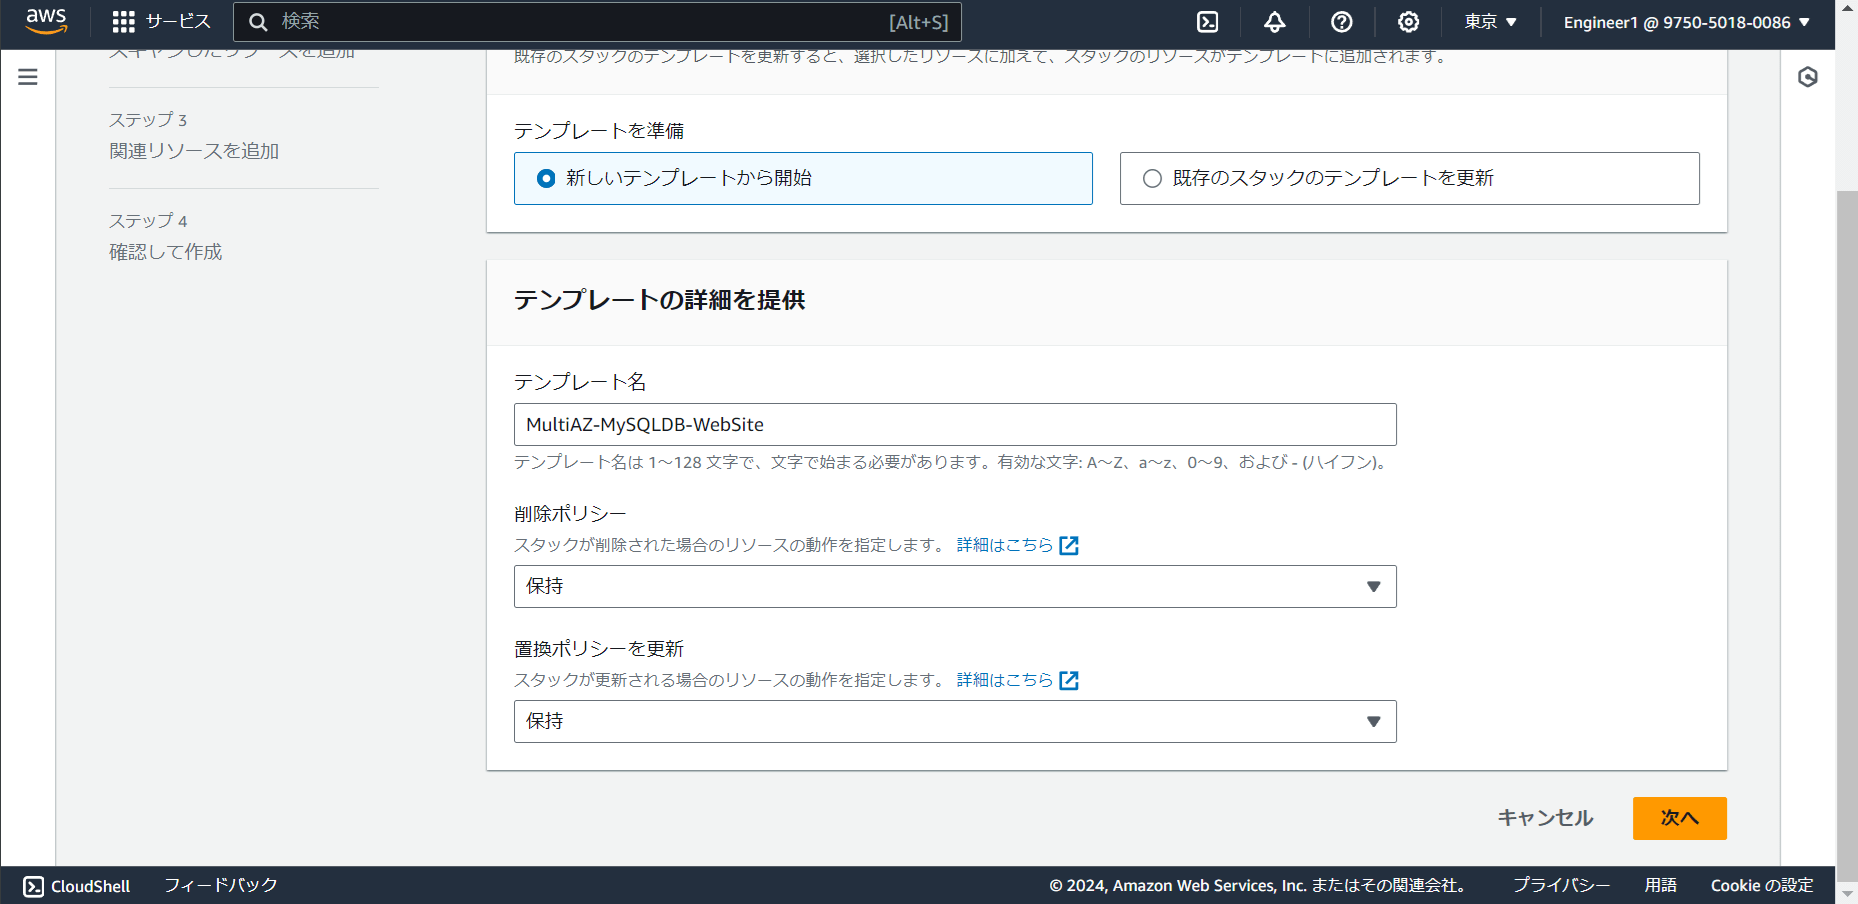 aws
サービス
検索
[Alt+S]
東京
Engineer1 @ 9750-5018-0086
スキャンしたリソースを追加
ステップ 3
関連リソースを追加
ステップ 4
確認して作成
既存のスタックのテンプレートを更新すると、選択したリソースに加えて、スタックのリソースがテンプレートに追加されます。
テンプレートを準備
新しいテンプレートから開始
既存のスタックのテンプレートを更新
テンプレートの詳細を提供
テンプレート名
MultiAZ-MySQLDB-WebSite
テンプレート名は 1～128 文字で、文字で始まる必要があります。有効な文字: A～Z、a～z、0～9、および - (ハイフン)。
削除ポリシー
スタックが削除された場合のリソースの動作を指定します。 詳細はこちら
保持
置換ポリシーを更新
スタックが更新される場合のリソースの動作を指定します。 詳細はこちら
保持
キャンセル
次へ
CloudShell
フィードバック
© 2024, Amazon Web Services, Inc. またはその関連会社。
プライバシー
用語
Cookie の設定